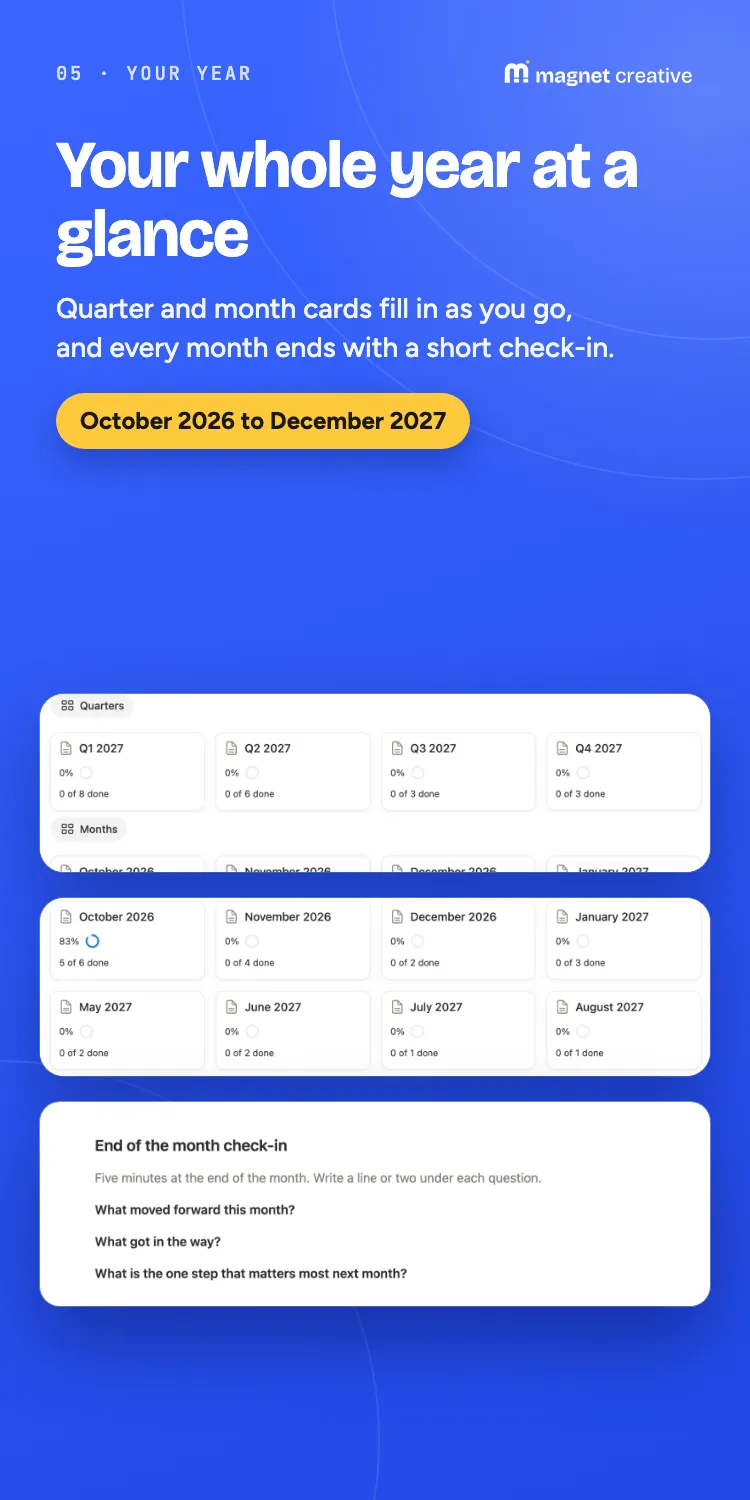 05 · YOUR YEAR
magnet creative
Your whole year at a
glance
Quarter and month cards fill in as you go,
and every month ends with a short check-in.
October 2026 to December 2027
Quarters
Q1 2027 Q2 2027 Q3 2027 Q4 2027
0% 0% 0% 0%
0 of 8 done 0 of 6 done 0 of 3 done 0 of 3 done
Months
October 2026 November 2026 December 2026 January 2027
October 2026 November 2026 December 2026 January 2027
83% 0% 0% 0%
5 of 6 done 0 of 4 done 0 of 2 done 0 of 3 done
May 2027 June 2027 July 2027 August 2027
0% 0% 0% 0%
0 of 2 done 0 of 2 done 0 of 1 done 0 of 1 done
End of the month check-in
Five minutes at the end of the month. Write a line or two under each question.
What moved forward this month?
What got in the way?
What is the one step that matters most next month?